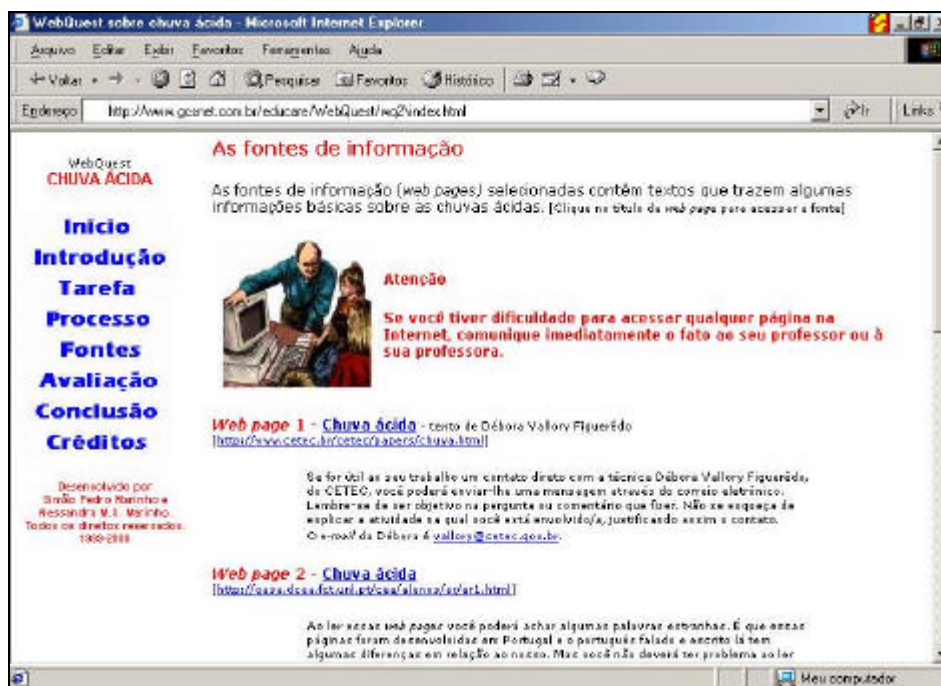 WebQuest sobre chuva ácida - Microsoft Internet Explorer
Arquivo Editar Exibir Favoritos Ferramentas Ajuda
Voltar Pesquisar Favoritos Histórico
Endereço http://www.gcsnet.com.br/educare/WebQuest/wq2/index.html Ir Links
WebQuest
CHUVA ÁCIDA
Inicio
Introdução
Tarefa
Processo
Fontes
Avaliação
Conclusão
Créditos
Desenvolvido por
Simão Pedro Marinho e
Alessandra M.S. Marinho.
Todos os direitos reservados.
1999-2000
As fontes de informação
As fontes de informação (web pages) selecionadas contêm textos que trazem algumas
informações básicas sobre as chuvas ácidas. [Clique no título da web page para acessar a fonte]
Atenção
Se você tiver dificuldade para acessar qualquer página na
Internet, comunique imediatamente o fato ao seu professor ou à
sua professora.
Web page 1 - Chuva ácida - texto de Débora Vallory Figuerêdo
[http://www.cetec.br/cetec/papers/chuva.html]
Se for útil ao seu trabalho um contato direto com a técnica Débora Vallory Figuerêdo,
do CETEC, você poderá enviar-lhe uma mensagem através do correio eletrônico.
Lembre-se de ser objetivo na pergunta ou comentário que fizer. Não se esqueça de
explicar a atividade na qual você está envolvido/a, justificando assim o contato.
O e-mail da Débora é vallory@cetec.gov.br.
Web page 2 - Chuva ácida
Ao ler essas web pages você poderá achar algumas palavras estranhas. É que essas
páginas foram desenvolvidas em Portugal e o português falado e escrito lá tem
algumas diferenças em relação ao nosso. Mas você não deverá ter problema ao ler
Meu computador